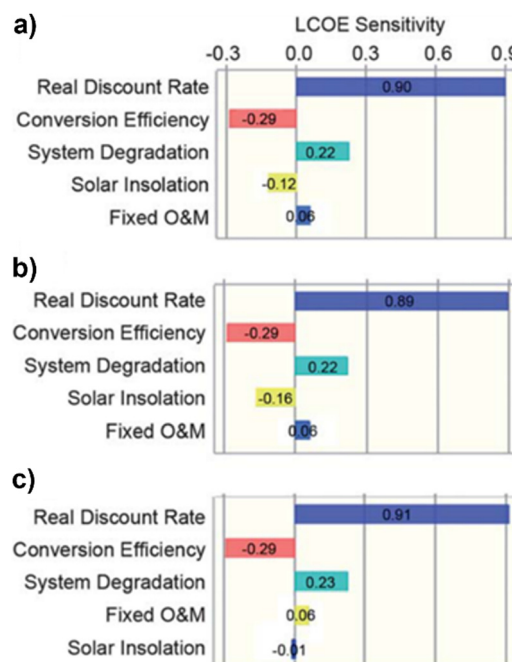 a)
LCOE Sensitivity
-0.3 0.0 0.3 0.6 0.9
Real Discount Rate 0.90
Conversion Efficiency -0.29
System Degradation 0.22
Solar Insolation -0.12
Fixed O&M 0.06
b)
Real Discount Rate 0.89
Conversion Efficiency -0.29
System Degradation 0.22
Solar Insolation -0.16
Fixed O&M 0.06
c)
Real Discount Rate 0.91
Conversion Efficiency -0.29
System Degradation 0.23
Fixed O&M 0.06
Solar Insolation -0.01